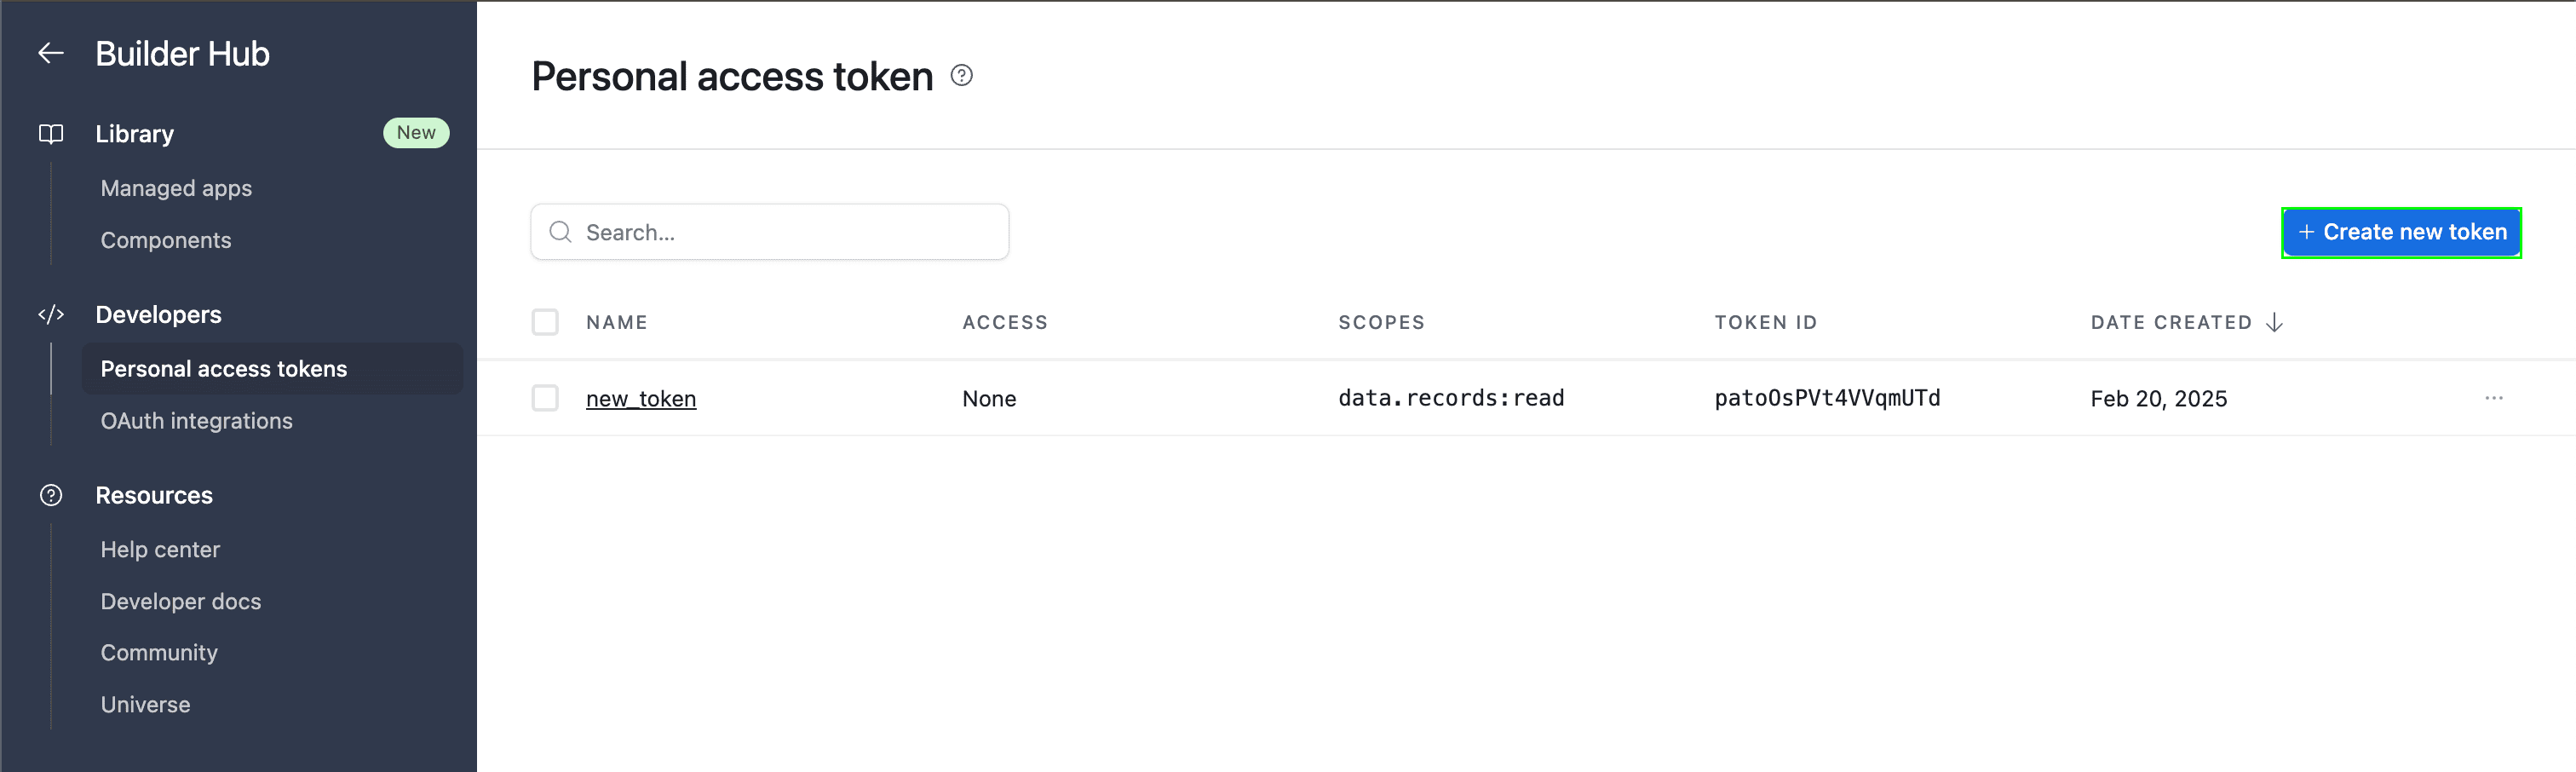 Builder Hub
Library New
Managed apps
Components
Developers
Personal access tokens
OAuth integrations
Resources
Help center
Developer docs
Community
Universe
Personal access token
Search...
+ Create new token
NAME ACCESS SCOPES TOKEN ID DATE CREATED
new_token None data.records:read patoOsPVt4VVqmUTd Feb 20, 2025